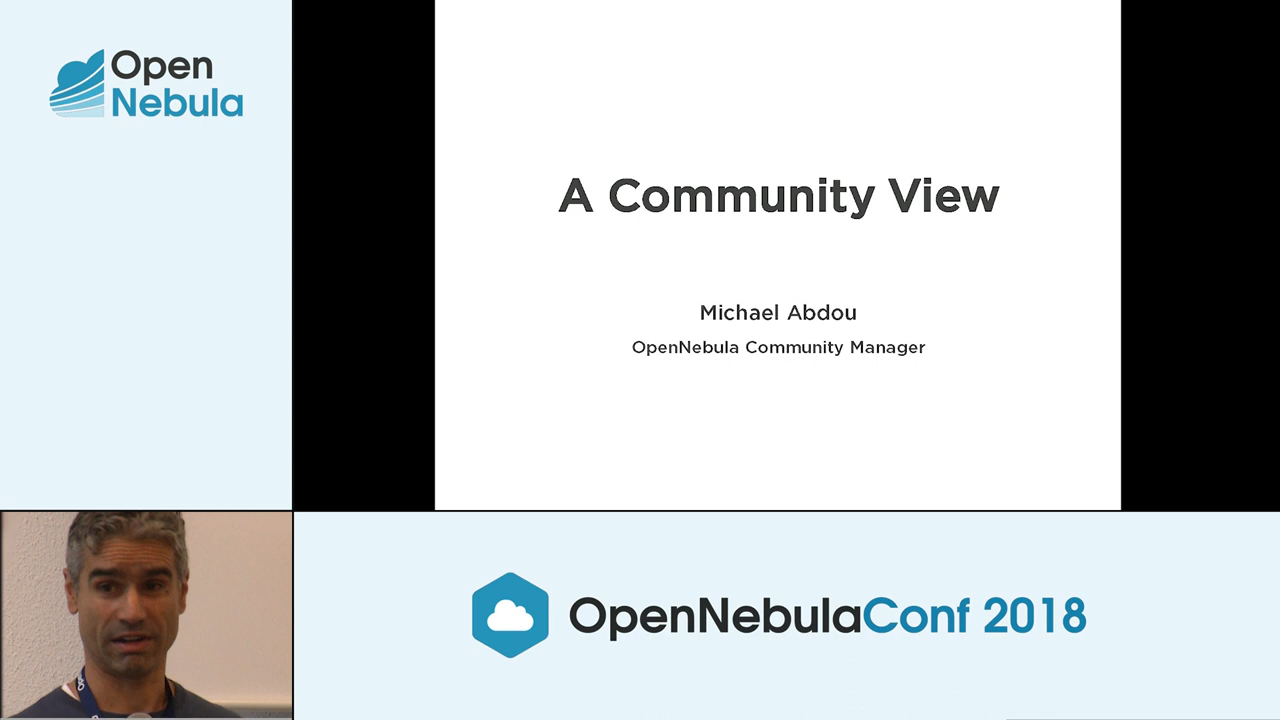 Open
Nebula
A Community View
Michael Abdou
OpenNebula Community Manager
OpenNebulaConf 2018